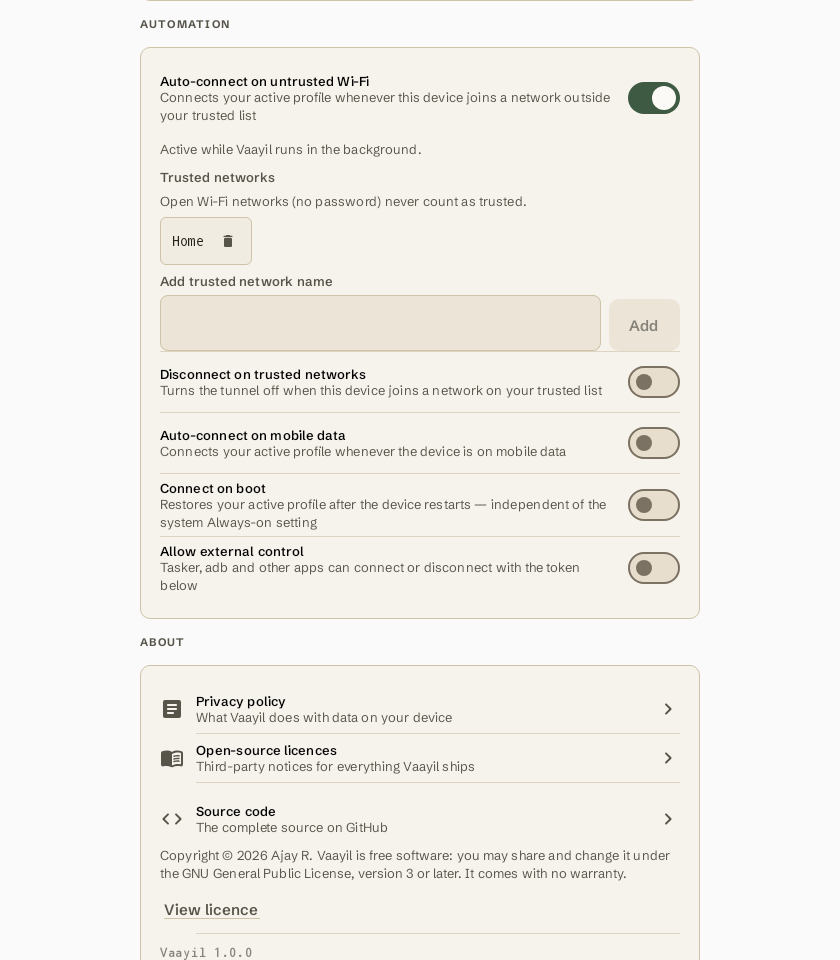 AUTOMATION
Auto-connect on untrusted Wi-Fi
Connects your active profile whenever this device joins a network outside
your trusted list
Active while Vaayil runs in the background.
Trusted networks
Open Wi-Fi networks (no password) never count as trusted.
Home
Add trusted network name
Add
Disconnect on trusted networks
Turns the tunnel off when this device joins a network on your trusted list
Auto-connect on mobile data
Connects your active profile whenever the device is on mobile data
Connect on boot
Restores your active profile after the device restarts — independent of the
system Always-on setting
Allow external control
Tasker, adb and other apps can connect or disconnect with the token
below
ABOUT
Privacy policy
What Vaayil does with data on your device
Open-source licences
Third-party notices for everything Vaayil ships
Source code
The complete source on GitHub
Copyright © 2026 Ajay R. Vaayil is free software: you may share and change it under
the GNU General Public License, version 3 or later. It comes with no warranty.
View licence
Vaayil 1.0.0